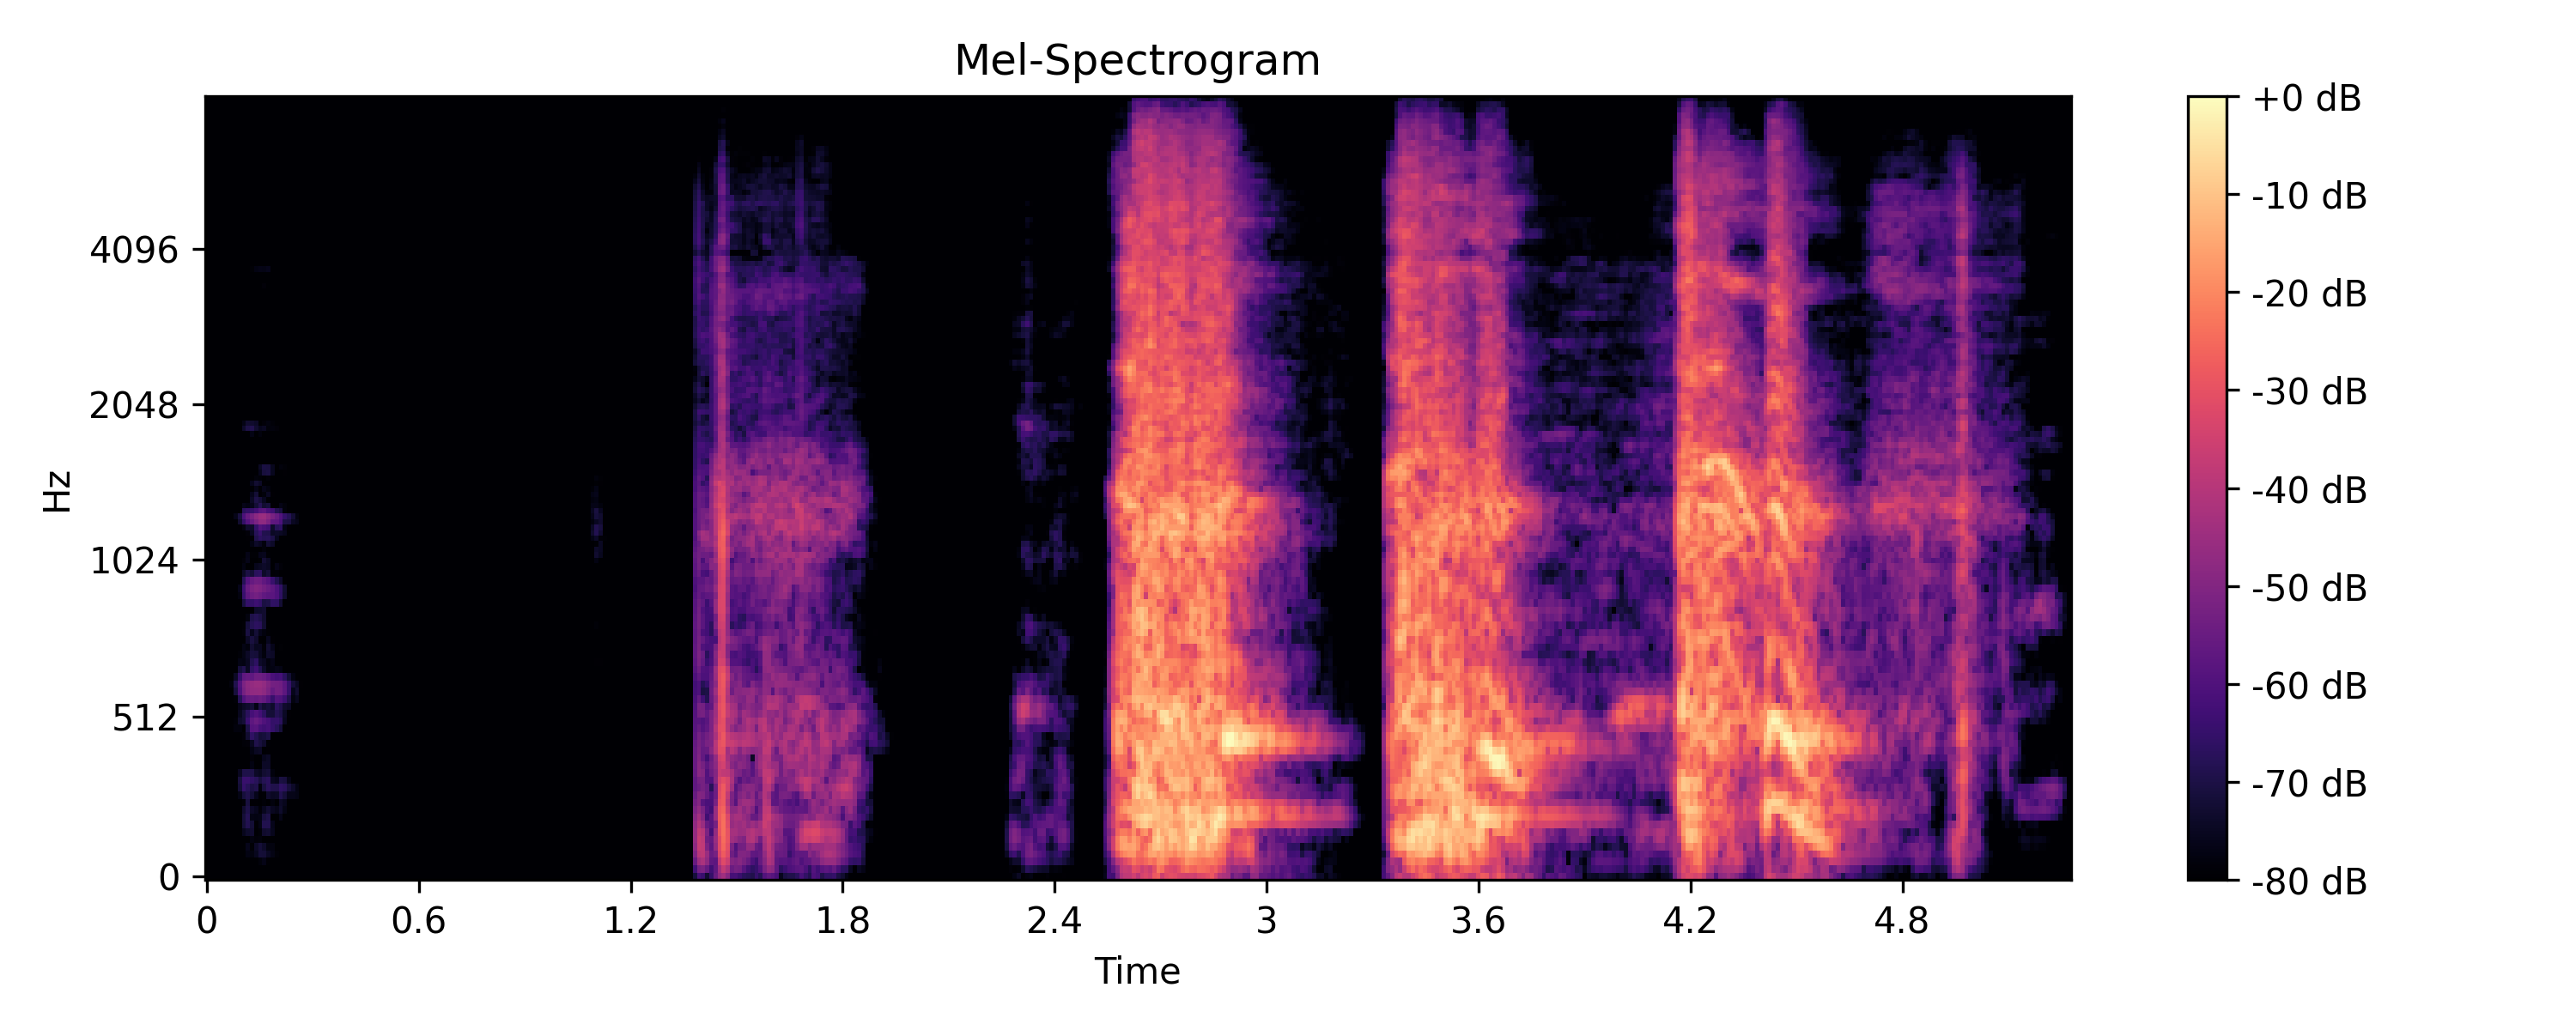 Mel-Spectrogram
+0 dB
-10 dB
-20 dB
-30 dB
-40 dB
-50 dB
-60 dB
-70 dB
-80 dB
Hz
4096
2048
1024
512
0
0 0.6 1.2 1.8 2.4 3 3.6 4.2 4.8
Time